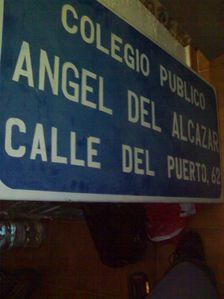 COLEGIO PUBLICO
ANGEL DEL ALCAZAR
CALLE DEL PUERTO, 62